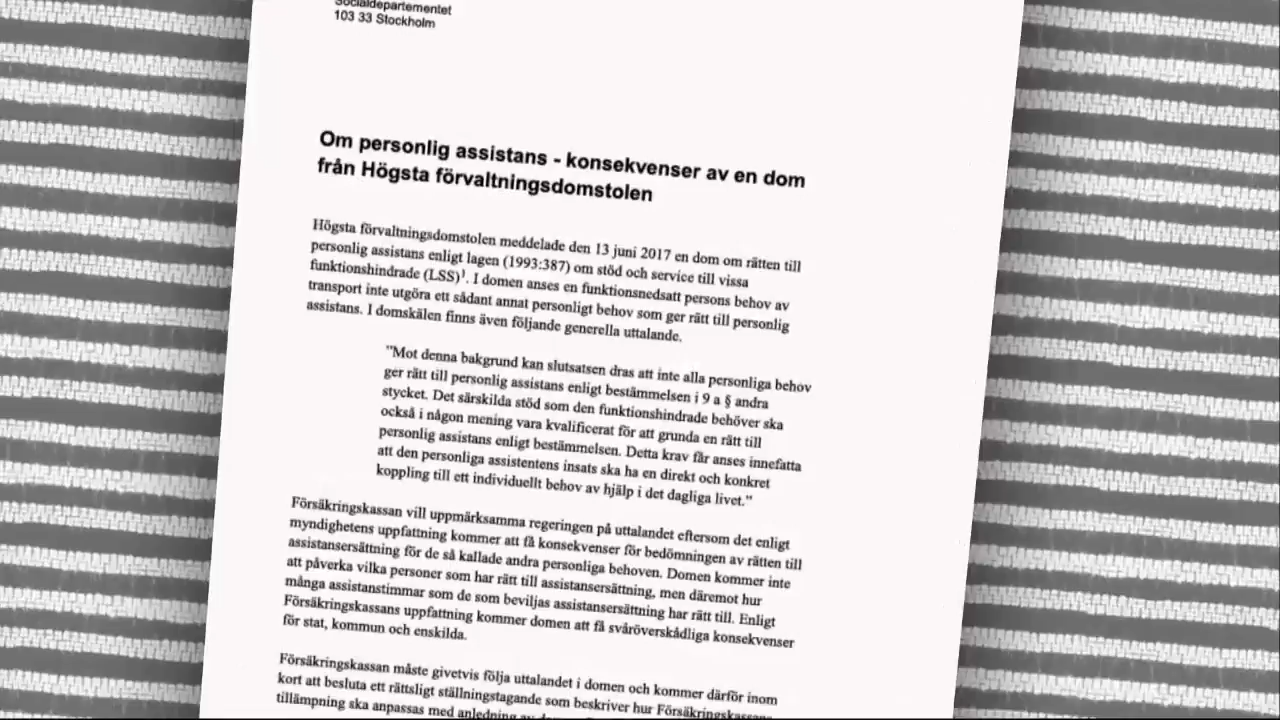 Socialdepartementet
103 33 Stockholm
Om personlig assistans - konsekvenser av en dom
från Högsta förvaltningsdomstolen
Högsta förvaltningsdomstolen meddelade den 13 juni 2017 en dom om rätten till
personlig assistans enligt lagen (1993:387) om stöd och service till vissa
funktionshindrade (LSS)¹. I domen anses en funktionsnedsatt persons behov av
transport inte utgöra ett sådant annat personligt behov som ger rätt till personlig
assistans. I domskälen finns även följande generella uttalande.
"Mot denna bakgrund kan slutsatsen dras att inte alla personliga behov
ger rätt till personlig assistans enligt bestämmelsen i 9 a § andra
stycket. Det särskilda stöd som den funktionshindrade behöver ska
också i någon mening vara kvalificerat för att grunda en rätt till
personlig assistans enligt bestämmelsen. Detta krav får anses innefatta
att den personliga assistentens insats ska ha en direkt och konkret
koppling till ett individuellt behov av hjälp i det dagliga livet."
Försäkringskassan vill uppmärksamma regeringen på uttalandet eftersom det enligt
myndighetens uppfattning kommer att få konsekvenser för bedömningen av rätten till
assistansersättning för de så kallade andra personliga behoven. Domen kommer inte
att påverka vilka personer som har rätt till assistansersättning, men däremot hur
många assistanstimmar som de som beviljas assistansersättning har rätt till. Enligt
Försäkringskassans uppfattning kommer domen att få svåröverskådliga konsekvenser
för stat, kommun och enskilda.
Försäkringskassan måste givetvis följa uttalandet i domen och kommer därför inom
kort att besluta ett rättsligt ställningstagande som beskriver hur Försäkringskassans
tillämpning ska anpassas med anledning av